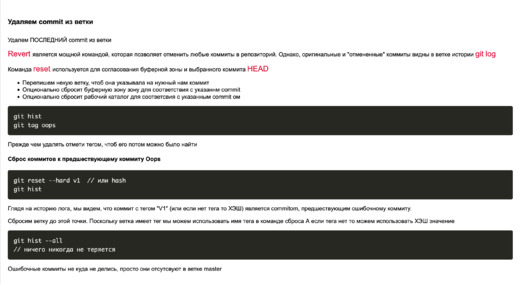 Удаляем commit из ветки
Удалем ПОСЛЕДНИЙ commit из ветки
Revert является мощной командой, которая позволяет отменить любые коммиты в репозиторий. Однако, оригинальные и "отмененные" коммиты видны в ветке истории git log
Команда reset используется для согласования буферной зоны и выбранного коммита HEAD
• Перепишем некую ветку, чтоб она указывала на нужный нам коммит
• Опционально сбросит буферную зону зону для соответствия с указанм commit
• Опционально сбросит рабочий каталог для соответсвия с указанным commit ом
git hist
git tag oops
Прежде чем удалять отмети тегом, чтоб его потом можно было найти
Сброс коммитов к предшествующему коммиту Oops
git reset --hard v1 // или hash
git hist
Глядя на историю лога, мы видем, что коммит с тегом "V1" (или если нет тега то ХЭШ) является commitом, предшествующим ошибочному коммиту
Сбросим ветку до этой точки. Поскольку ветка имеет тег мы можем использовать имя тега в команде сброса А если тега нет то можем использовать ХЭШ значение
git hist --all
// ничего никогда не теряется
Ошибочные коммиты не куда не делись, просто они отсутсвуют в ветке master